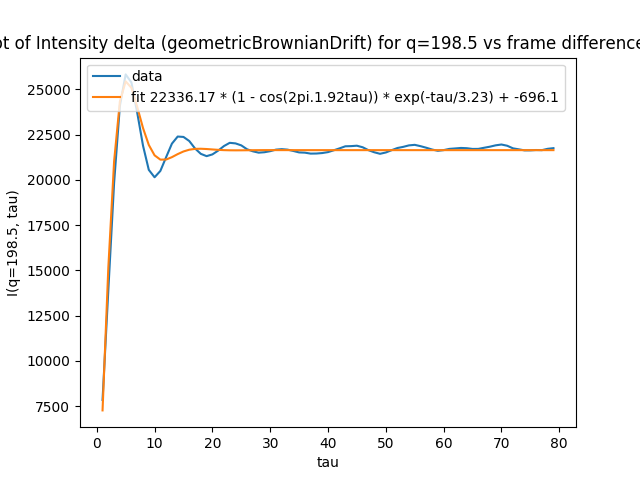 ot of Intensity delta (geometricBrownianDrift) for q=198.5 vs frame difference
data
fit 22336.17 * (1 - cos(2pi.1.92tau)) * exp(-tau/3.23) + -696.1
I(q=198.5, tau)
25000
22500
20000
17500
15000
12500
10000
7500
0 10 20 30 40 50 60 70 80
tau